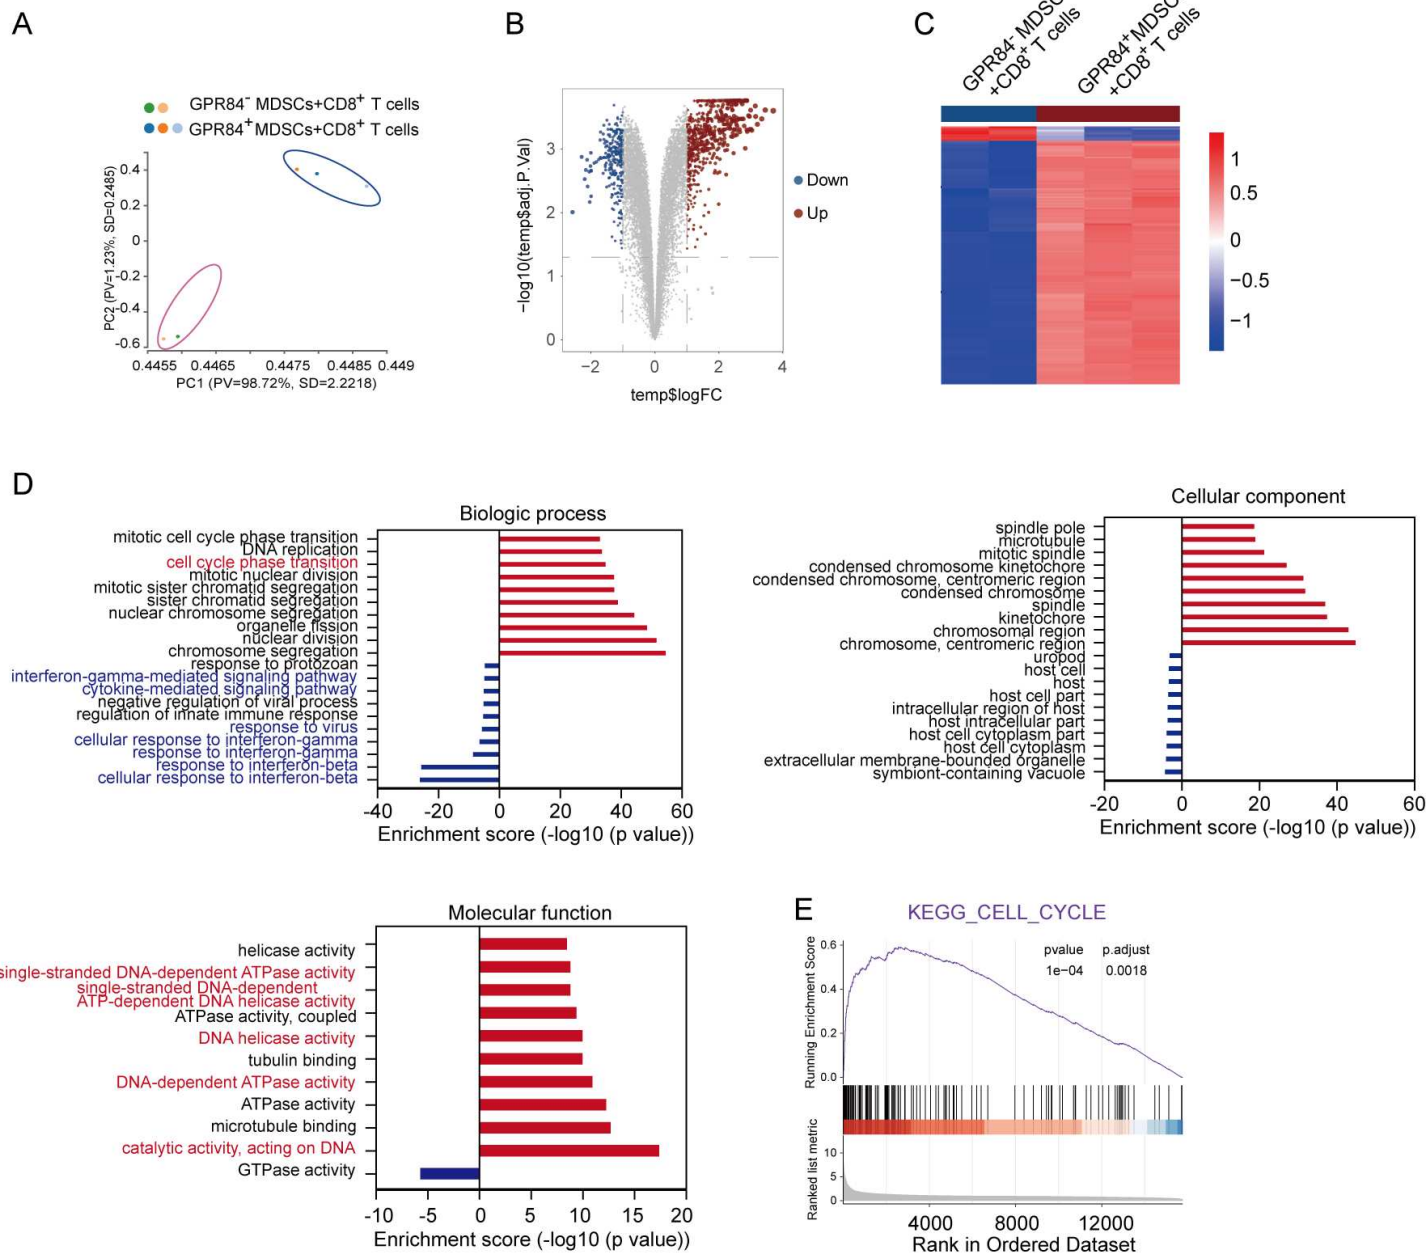 A
GPR84- MDSCs+CD8+ T cells
GPR84+MDSCs+CD8+ T cells
PC2 (PV=1.23%, SD=0.2485)
0.4
0.2
0
-0.2
-0.4
-0.6
0.4455 0.4465 0.4475 0.4485 0.449
PC1 (PV=98.72%, SD=2.2218)
B
−log10(temp$adj.P.Val)
3
2
1
0
−2 0 2 4
temp$logFC
Down
Up
C
GPR84- MDSC
+CD8+ T cells
GPR84+MDSC
+CD8+ T cells
1
0.5
0
−0.5
−1
D
Biologic process
mitotic cell cycle phase transition
DNA replication
cell cycle phase transition
mitotic nuclear division
mitotic sister chromatid segregation
sister chromatid segregation
nuclear chromosome segregation
organelle fission
nuclear division
chromosome segregation
response to protozoan
interferon-gamma-mediated signaling pathway
cytokine-mediated signaling pathway
negative regulation of viral process
regulation of innate immune response
response to virus
cellular response to interferon-gamma
response to interferon-gamma
response to interferon-beta
cellular response to interferon-beta
-40 -20 0 20 40 60
Enrichment score (-log10 (p value))
Cellular component
spindle pole
microtubule
mitotic spindle
condensed chromosome kinetochore
condensed chromosome, centromeric region
condensed chromosome
spindle
kinetochore
chromosomal region
chromosome, centromeric region
uropod
host cell
host
host cell part
intracellular region of host
host intracellular part
host cell cytoplasm part
host cell cytoplasm
extracellular membrane-bounded organelle
symbiont-containing vacuole
-20 0 20 40 60
Enrichment score (-log10 (p value))
Molecular function
helicase activity
single-stranded DNA-dependent ATPase activity
single-stranded DNA-dependent
ATP-dependent DNA helicase activity
ATPase activity, coupled
DNA helicase activity
tubulin binding
DNA-dependent ATPase activity
ATPase activity
microtubule binding
catalytic activity, acting on DNA
GTPase activity
-10 -5 0 5 10 15 20
Enrichment score (-log10 (p value))
E
KEGG_CELL_CYCLE
pvalue p.adjust
1e−04 0.0018
Running Enrichment Score
0.6
0.4
0.2
0.0
Ranked list metric
10
5
0
4000 8000 12000
Rank in Ordered Dataset